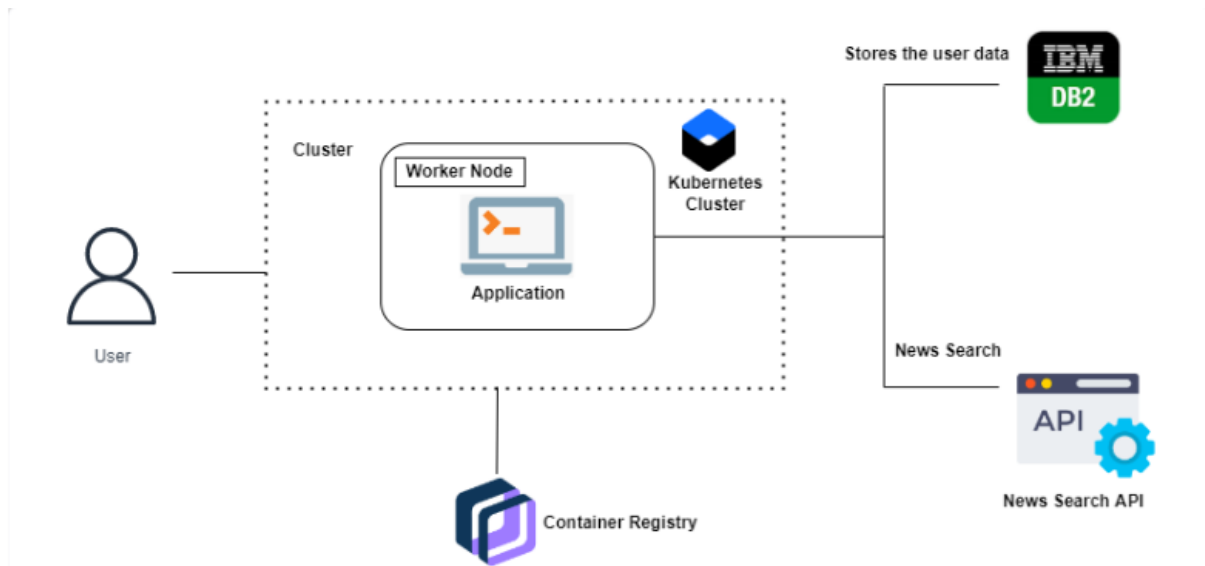 Stores the user data
IBM
DB2
Cluster
Worker Node
Kubernetes
Cluster
Application
User
News Search
API
News Search API
Container Registry